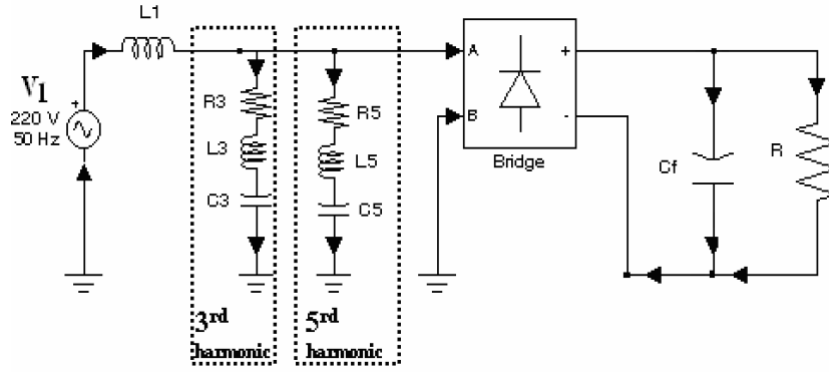 L1
V1
220 V
50 Hz
+
R3
L3
C3
R5
L5
C5
A
B
+
-
Bridge
Cf
R
3rd
harmonic
5rd
harmonic